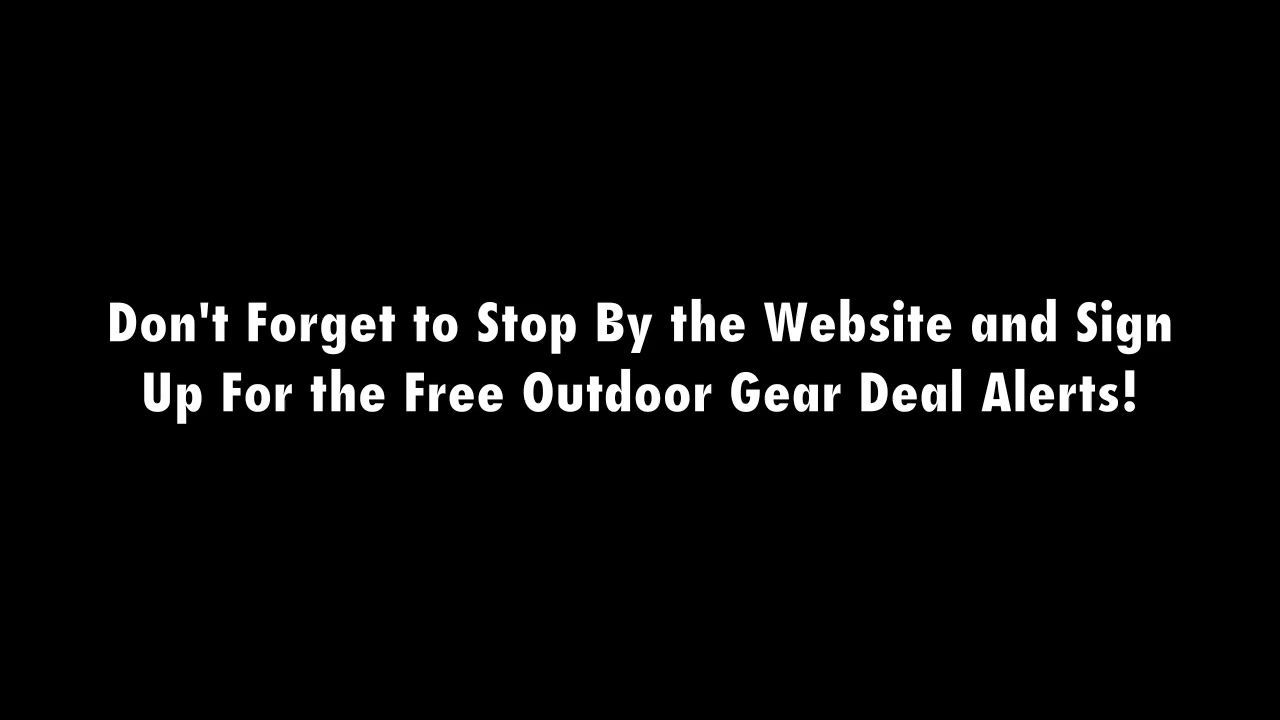 Don't Forget to Stop By the Website and Sign
Up For the Free Outdoor Gear Deal Alerts!